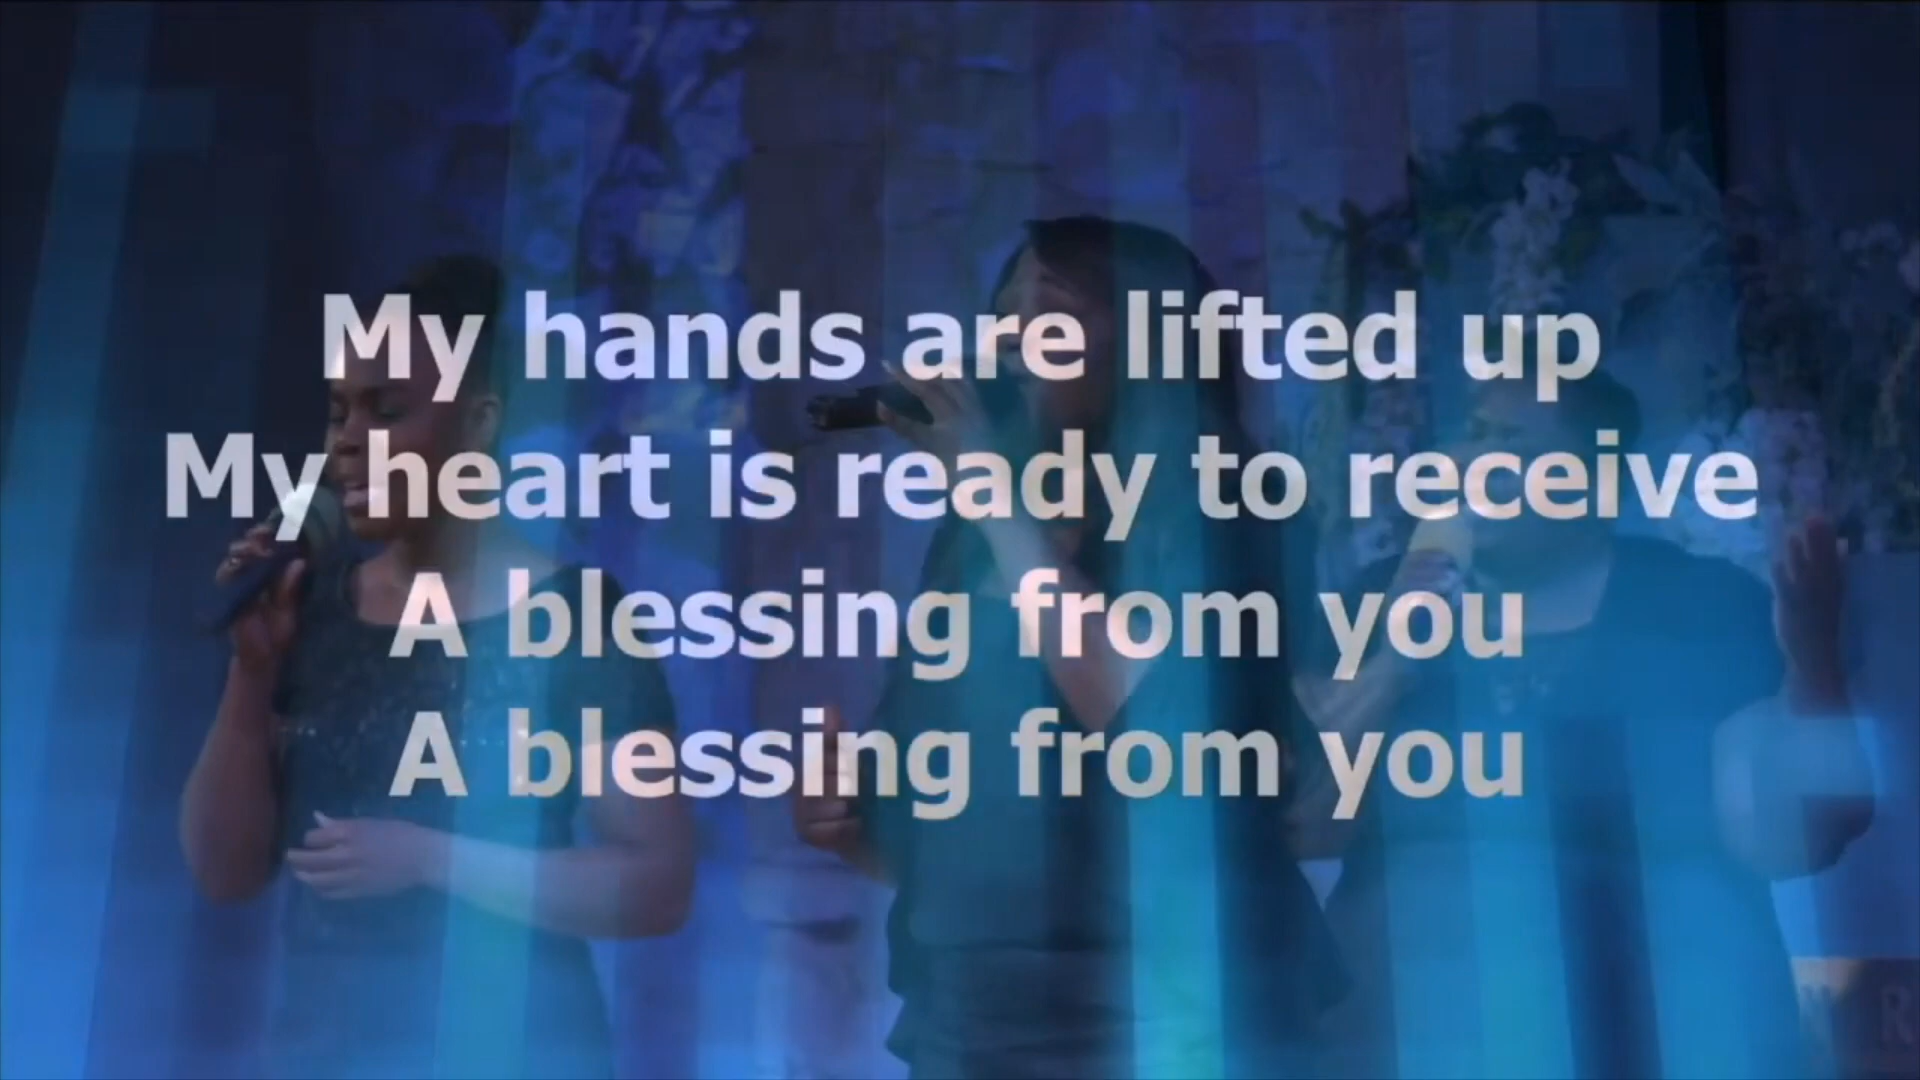 My hands are lifted up
My heart is ready to receive
A blessing from you
A blessing from you
R